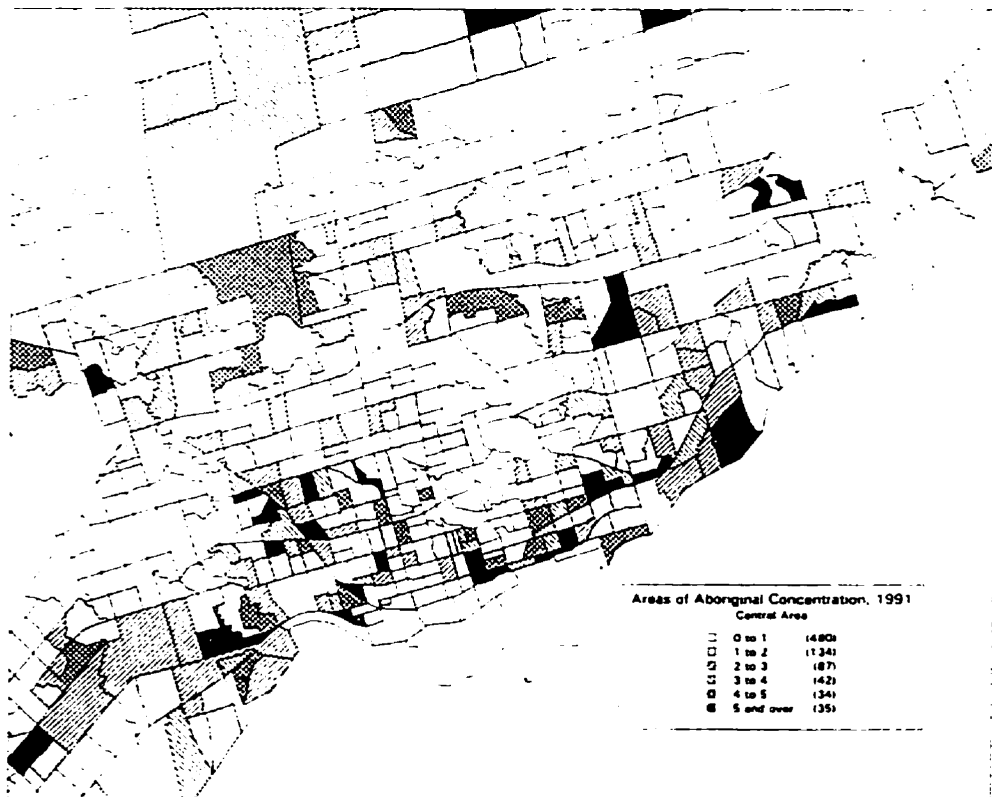 Areas of Aboriginal Concentration, 1991
Central Area
0 to 1 (480)
1 to 2 (134)
2 to 3 (87)
3 to 4 (42)
4 to 5 (34)
5 and over (35)